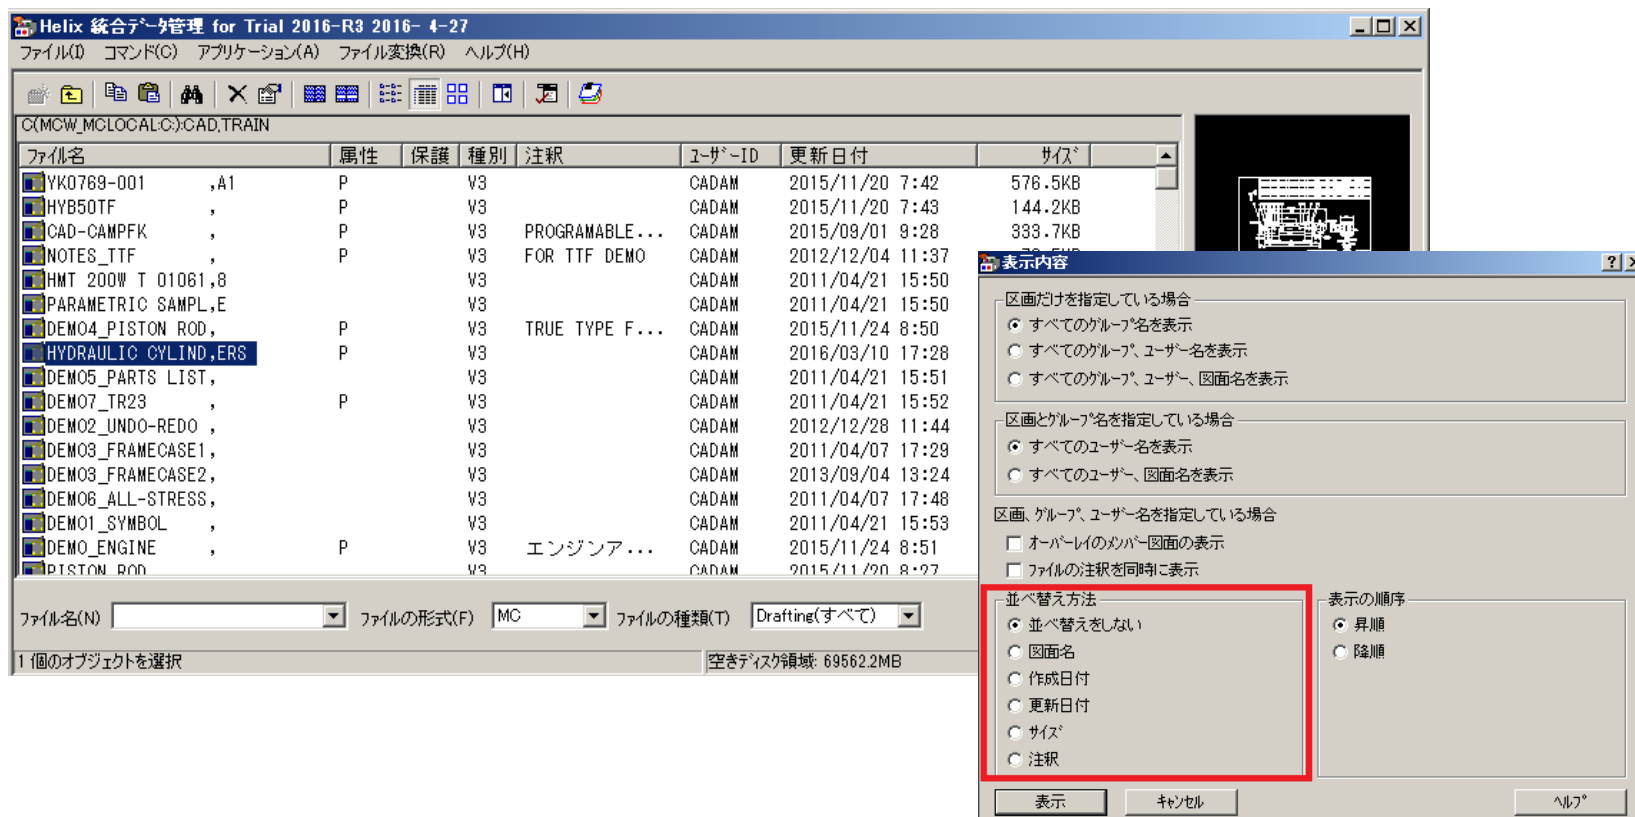 Helix 統合データ管理 for Trial 2016-R3 2016- 4-27
ファイル(I) コマンド(C) アプリケーション(A) ファイル変換(R) ヘルプ(H)
C(MCW_MCLOCAL:C:):CAD,TRAIN
ファイル名 属性 保護 種別 注釈 ユーザーID 更新日付 サイズ
YK0769-001 ,A1 P V3 CADAM 2015/11/20 7:42 576.5KB
HYB50TF , P V3 CADAM 2015/11/20 7:43 144.2KB
CAD-CAMPFK , P V3 PROGRAMABLE... CADAM 2015/09/01 9:28 333.7KB
NOTES_TTF , P V3 FOR TTF DEMO CADAM 2012/12/04 11:37
HMT 200W T 01061,8 V3 CADAM 2011/04/21 15:50
PARAMETRIC SAMPL,E V3 CADAM 2011/04/21 15:50
DEMO4_PISTON ROD, P V3 TRUE TYPE F... CADAM 2015/11/24 8:50
HYDRAULIC CYLIND,ERS P V3 CADAM 2016/03/10 17:28
DEMO5_PARTS LIST, V3 CADAM 2011/04/21 15:51
DEMO7_TR23 , P V3 CADAM 2011/04/21 15:52
DEMO2_UNDO-REDO , V3 CADAM 2012/12/28 11:44
DEMO3_FRAMECASE1, V3 CADAM 2011/04/07 17:29
DEMO3_FRAMECASE2, V3 CADAM 2013/09/04 13:24
DEMO6_ALL-STRESS, V3 CADAM 2011/04/07 17:48
DEMO1_SYMBOL , V3 CADAM 2011/04/21 15:53
DEMO_ENGINE , P V3 エンジンア... CADAM 2015/11/24 8:51
PISTON ROD V3 CADAM 2015/11/20 8:27
ファイル名(N) ファイルの形式(F) MC ファイルの種類(T) Drafting(すべて)
1 個のオブジェクトを選択 空きディスク領域: 69562.2MB
表示内容
区画だけを指定している場合
すべてのグループ名を表示
すべてのグループ、ユーザー名を表示
すべてのグループ、ユーザー、図面名を表示
区画とグループ名を指定している場合
すべてのユーザー名を表示
すべてのユーザー、図面名を表示
区画、グループ、ユーザー名を指定している場合
オーバーレイのメンバー図面の表示
ファイルの注釈を同時に表示
並べ替え方法
並べ替えをしない
図面名
作成日付
更新日付
サイズ
注釈
表示の順序
昇順
降順
表示 キャンセル ヘルプ